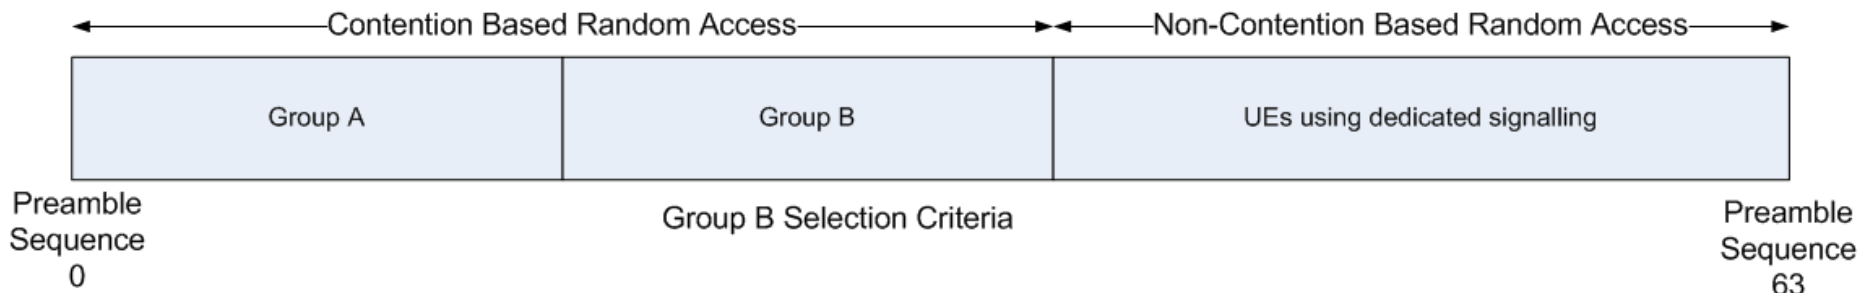 Contention Based Random Access
Non-Contention Based Random Access
Group A
Group B
UEs using dedicated signalling
Preamble
Sequence
0
Group B Selection Criteria
Preamble
Sequence
63